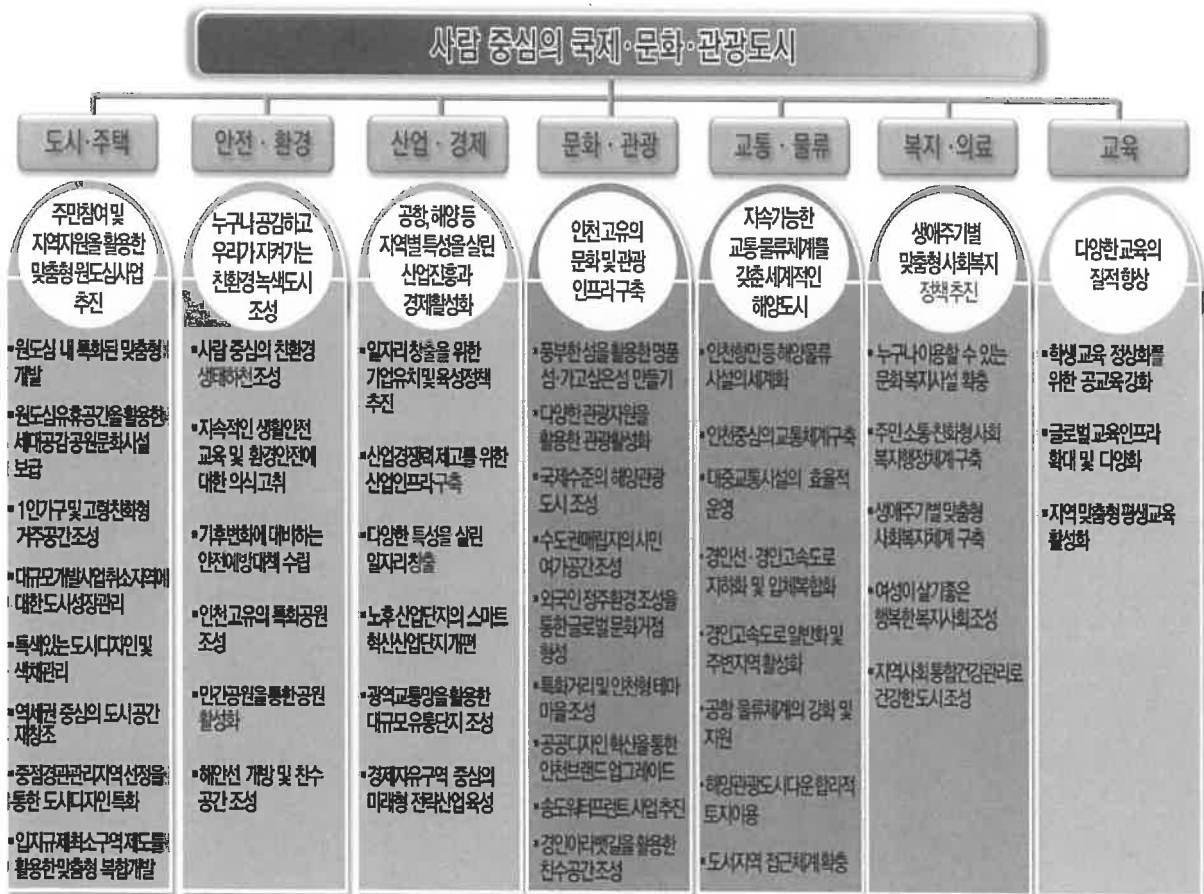 사람 중심의 국제·문화·관광도시
도시·주택
안전·환경
산업·경제
문화·관광
교통·물류
복지·의료
교육
주민참여 및
지역자원을 활용한
맞춤형 원도심사업
추진
누구나 공감하고
우리가 지켜가는
친환경 녹색도시
조성
공항, 해양 등
지역별 특성을 살린
산업진흥과
경제활성화
인천 고유의
문화 및 관광
인프라 구축
지속가능한
교통 물류체계를
갖춘 세계적인
해양도시
생애주기별
맞춤형 사회복지
정책 추진
다양한 교육의
질적 향상
▪원도심 내 특화된 맞춤형
개발
▪원도심유휴공간을 활용한
세대공감 공원문화시설
보급
▪1인가구 및 고령친화형
거주공간 조성
▪대규모개발사업 취소지역에
대한 도시성장관리
▪특색있는 도시디자인 및
색채관리
▪역세권 중심의 도시공간
재창조
▪중점경관관리지역 선정을
통한 도시디자인 특화
▪입지규제최소구역 제도를
활용한 맞춤형 복합개발
▪사람 중심의 친환경
생태하천 조성
▪지속적인 생활안전
교육 및 환경안전에
대한 의식고취
▪기후변화에 대비하는
안전예방대책 수립
▪인천 고유의 특화공원
조성
▪민간공원을 통한 공원
활성화
▪해안선 개발 및 친수
공간 조성
▪일자리 창출을 위한
기업유치 및 육성정책
추진
▪산업경쟁력 제고를 위한
산업인프라 구축
▪다양한 특성을 살린
일자리 창출
▪노후 산업단지의 스마트
혁신산업단지 개편
▪광역교통망을 활용한
대규모 유통단지 조성
▪경제자유구역 중심의
미래형 전략산업 육성
▪풍부한 섬을 활용한 명품
섬·가고싶은섬 만들기
▪다양한 관광자원을
활용한 관광활성화
▪국제수준의 해양관광
도시 조성
▪수도권매립지의 시민
여가공간 조성
▪외국인 정주환경 조성을
통한 글로벌 문화거점
형성
▪특화거리 및 인천형 테마
마을 조성
▪공공디자인 혁신을 통한
인천브랜드 업그레이드
▪송도워터프런트 사업 추진
▪경인아라뱃길을 활용한
친수공간 조성
▪인천항만 등 해양물류
시설의 세계화
▪인천중심의 교통체계 구축
▪대중교통시설의 효율적
운영
▪경인선·경인고속도로
지하화 및 입체복합화
▪경인고속도로 일반화 및
주변지역 활성화
▪공항 물류체계의 강화 및
지원
▪해양관광도시다운 합리적
토지이용
▪도서지역 접근체계 확충
▪누구나 이용할 수 있는
문화 복지시설 확충
▪주민 소통 친화형 사회
복지행정체계 구축
▪생애주기별 맞춤형
사회복지체계 구축
▪여성이 살기좋은
행복한 복지사회 조성
▪지역사회 통합건강관리로
건강한 도시 조성
▪학생교육 정상화를
위한 공교육 강화
▪글로벌 교육인프라
확대 및 다양화
▪지역 맞춤형 평생교육
활성화